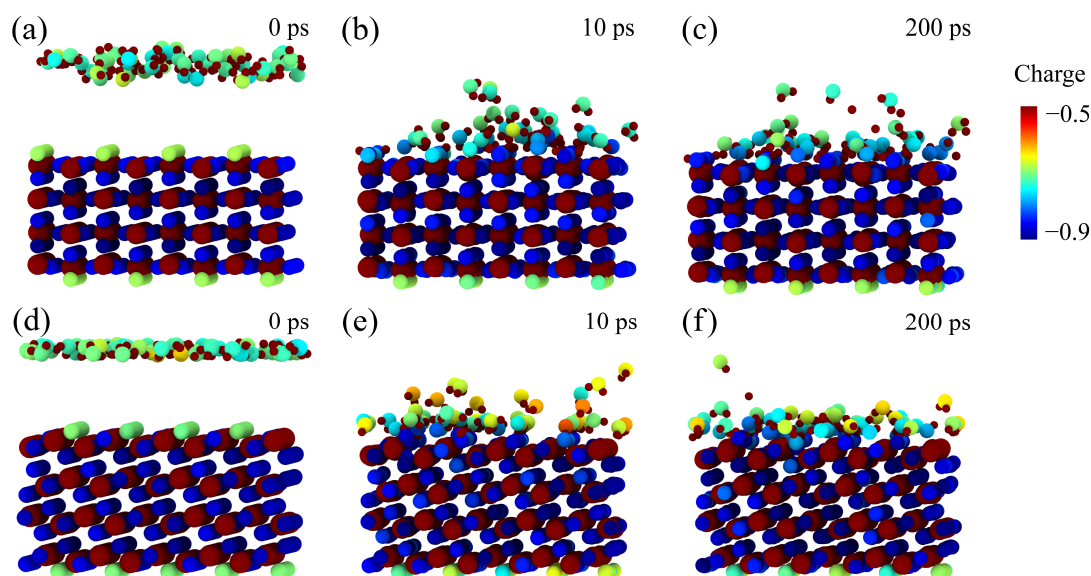 (a) 0 ps
(b) 10 ps
(c) 200 ps
Charge
−0.5
−0.9
(d) 0 ps
(e) 10 ps
(f) 200 ps